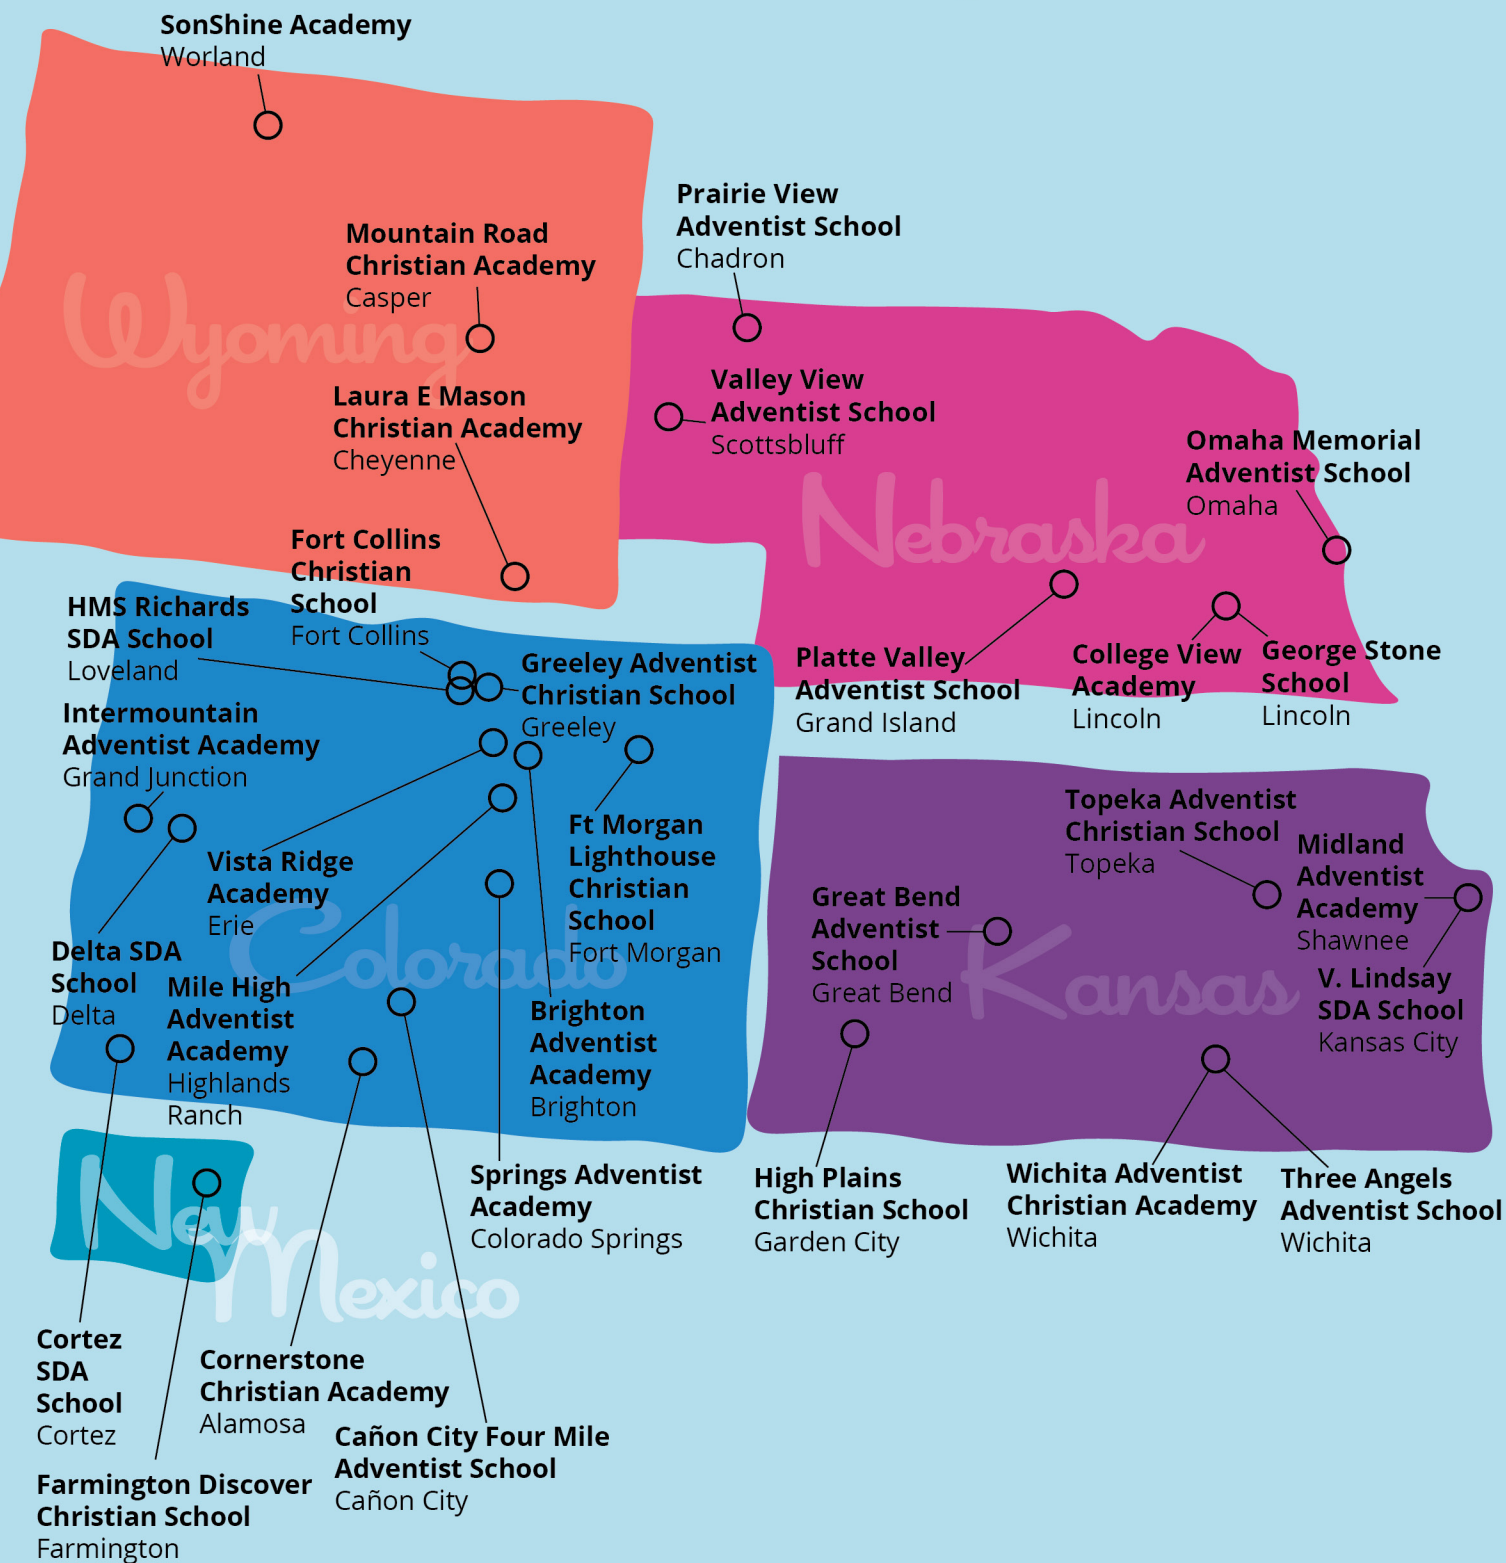 SonShine Academy
Worland
Mountain Road
Christian Academy
Casper
Wyoming
Laura E Mason
Christian Academy
Cheyenne
Prairie View
Adventist School
Chadron
Valley View
Adventist School
Scottsbluff
Nebraska
Omaha Memorial
Adventist School
Omaha
Platte Valley
Adventist School
Grand Island
College View
Academy
Lincoln
George Stone
School
Lincoln
Fort Collins
Christian
School
Fort Collins
HMS Richards
SDA School
Loveland
Greeley Adventist
Christian School
Greeley
Intermountain
Adventist Academy
Grand Junction
Vista Ridge
Academy
Erie
Ft Morgan
Lighthouse
Christian
School
Fort Morgan
Colorado
Delta SDA
School
Delta
Mile High
Adventist
Academy
Highlands
Ranch
Brighton
Adventist
Academy
Brighton
Springs Adventist
Academy
Colorado Springs
Topeka Adventist
Christian School
Topeka
Midland
Adventist
Academy
Shawnee
Great Bend
Adventist
School
Great Bend
Kansas
V. Lindsay
SDA School
Kansas City
High Plains
Christian School
Garden City
Wichita Adventist
Christian Academy
Wichita
Three Angels
Adventist School
Wichita
New
Mexico
Cortez
SDA
School
Cortez
Cornerstone
Christian Academy
Alamosa
Cañon City Four Mile
Adventist School
Cañon City
Farmington Discover
Christian School
Farmington